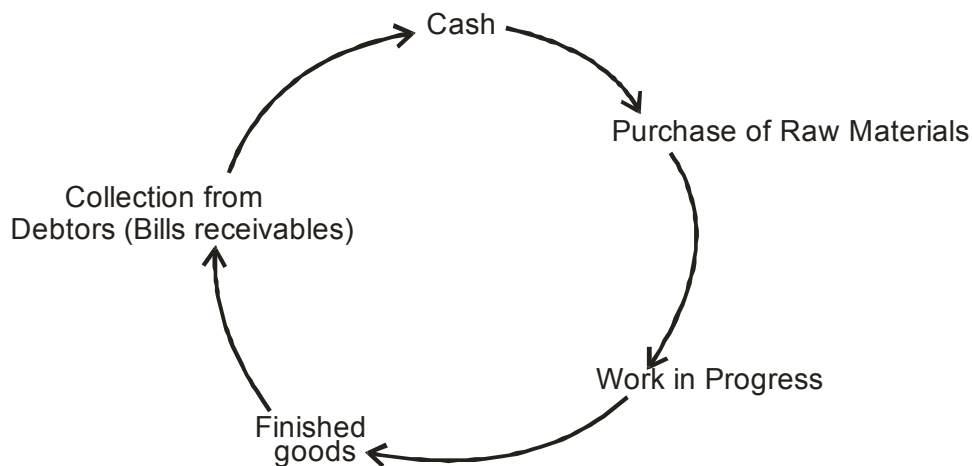 Cash
Purchase of Raw Materials
Work in Progress
Finished
goods
Collection from
Debtors (Bills receivables)